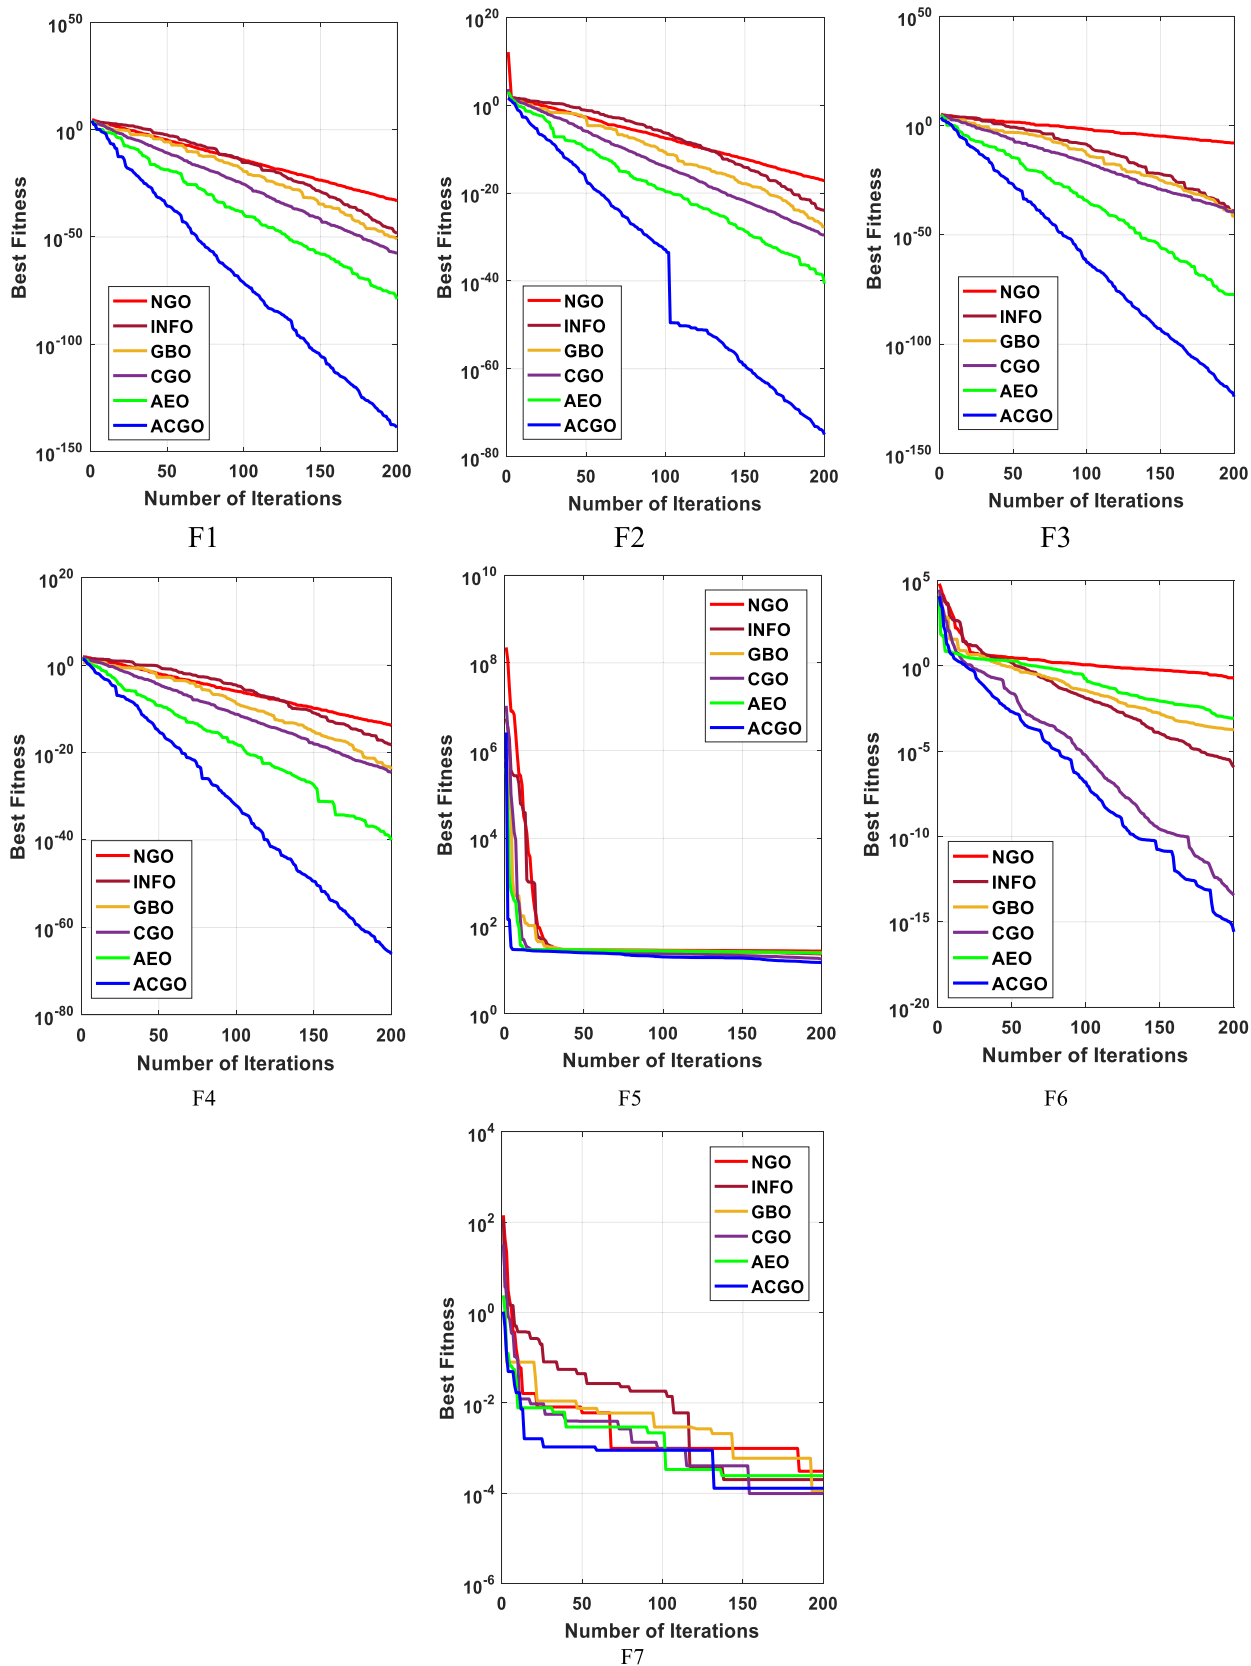 10^50
10^0
10^-50
10^-100
10^-150
Best Fitness
NGO
INFO
GBO
CGO
AEO
ACGO
0 50 100 150 200
Number of Iterations
F1
10^20
10^0
10^-20
10^-40
10^-60
10^-80
Best Fitness
NGO
INFO
GBO
CGO
AEO
ACGO
0 50 100 150 200
Number of Iterations
F2
10^50
10^0
10^-50
10^-100
10^-150
Best Fitness
NGO
INFO
GBO
CGO
AEO
ACGO
0 50 100 150 200
Number of Iterations
F3
10^20
10^0
10^-20
10^-40
10^-60
10^-80
Best Fitness
NGO
INFO
GBO
CGO
AEO
ACGO
0 50 100 150 200
Number of Iterations
F4
10^10
10^8
10^6
10^4
10^2
10^0
Best Fitness
NGO
INFO
GBO
CGO
AEO
ACGO
0 50 100 150 200
Number of Iterations
F5
10^5
10^0
10^-5
10^-10
10^-15
10^-20
Best Fitness
NGO
INFO
GBO
CGO
AEO
ACGO
0 50 100 150 200
Number of Iterations
F6
10^4
10^2
10^0
10^-2
10^-4
10^-6
Best Fitness
NGO
INFO
GBO
CGO
AEO
ACGO
0 50 100 150 200
Number of Iterations
F7